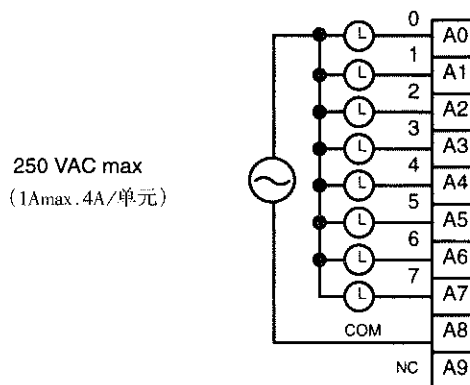 0
L A0
1
L A1
2
L A2
3
L A3
4
L A4
5
L A5
6
L A6
7
L A7
COM A8
NC A9
250 VAC max
(1Amax.4A/单元)